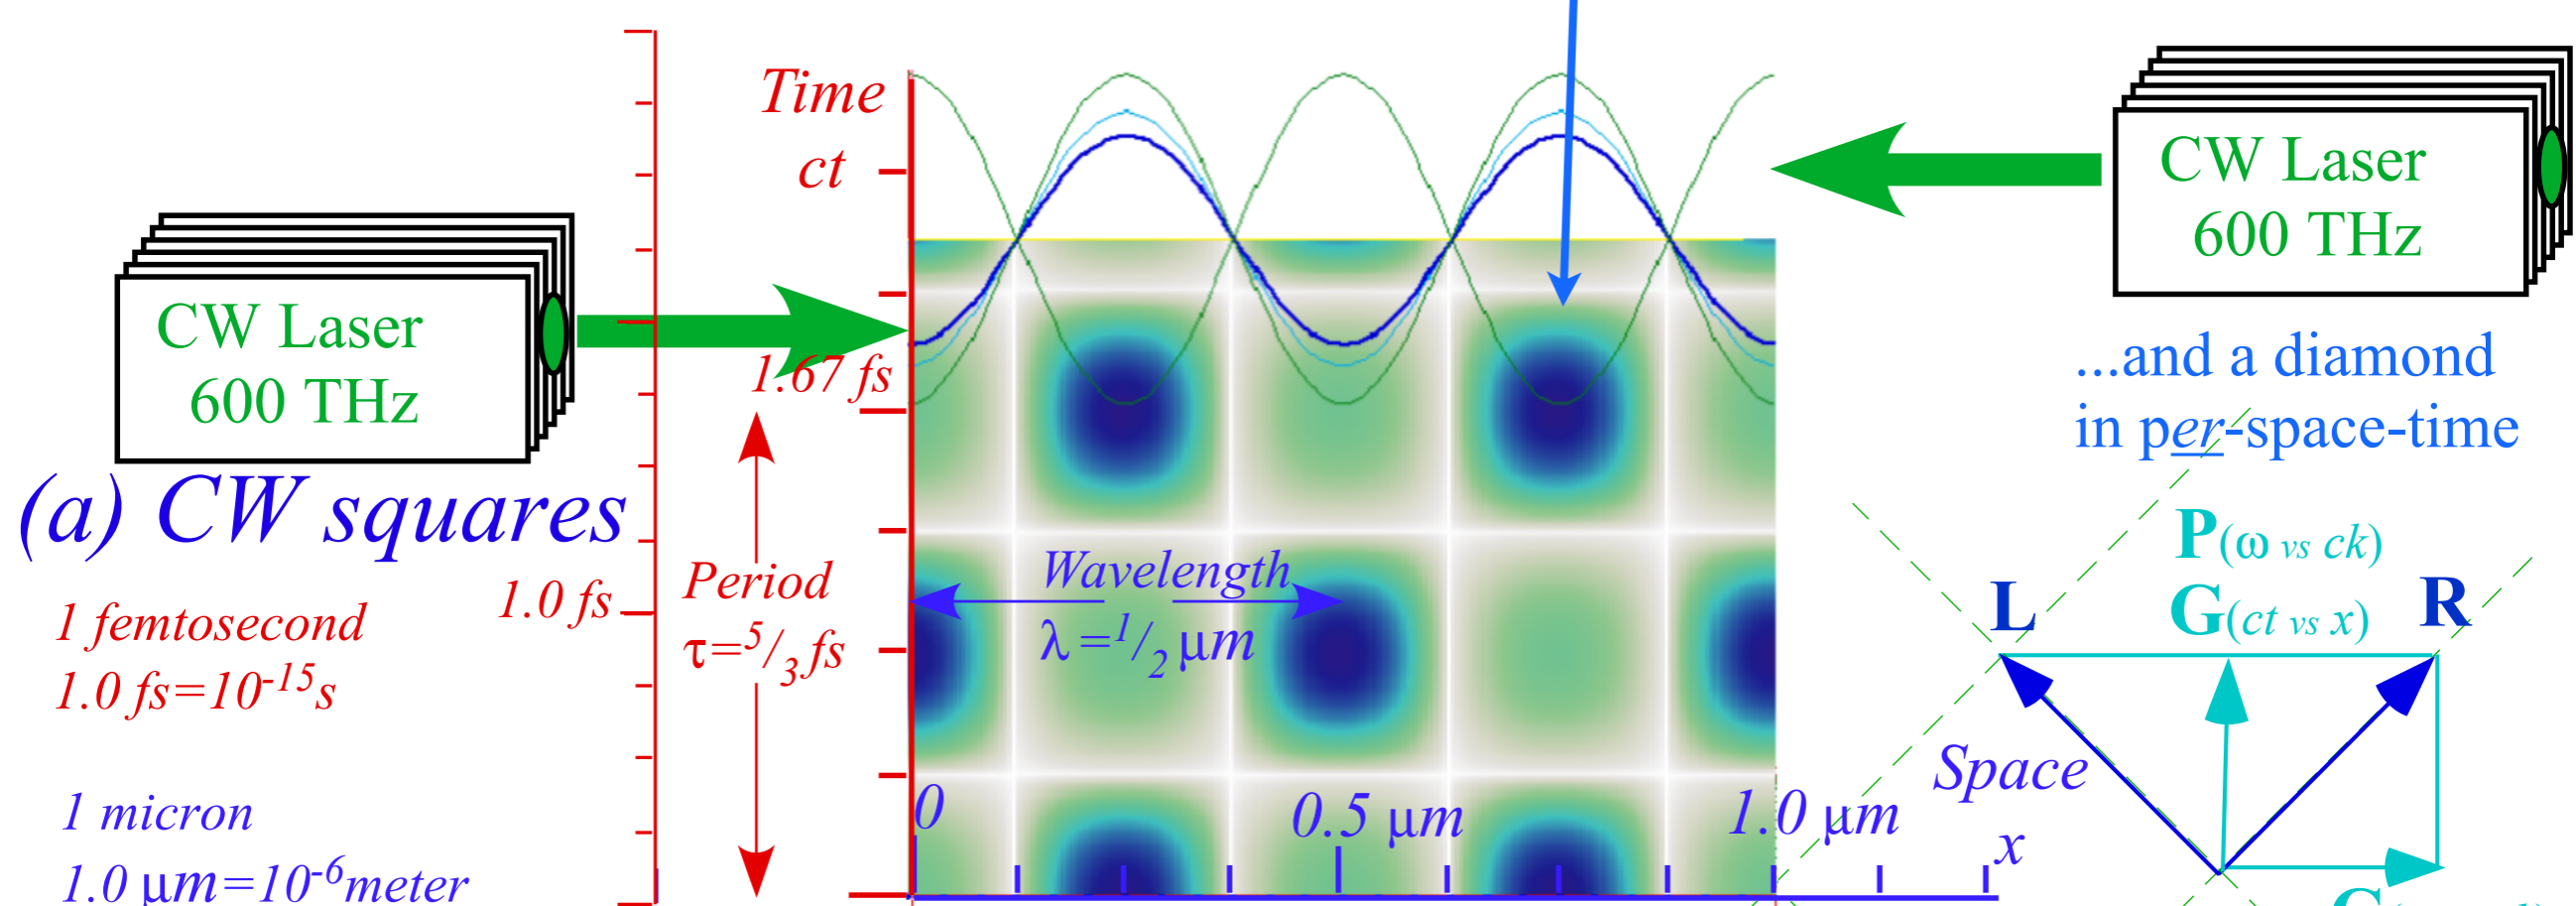 Time
ct
CW Laser
600 THz
CW Laser
600 THz
1.67 fs
...and a diamond
in per-space-time
(a) CW squares
P(ω vs ck)
L
G(ct vs x)
R
Wavelength
λ=1/2 μm
Period
τ=5/3 fs
1.0 fs
1 femtosecond
1.0 fs=10-15s
Space
x
0
0.5 μm
1.0 μm
1 micron
1.0 μm=10-6meter